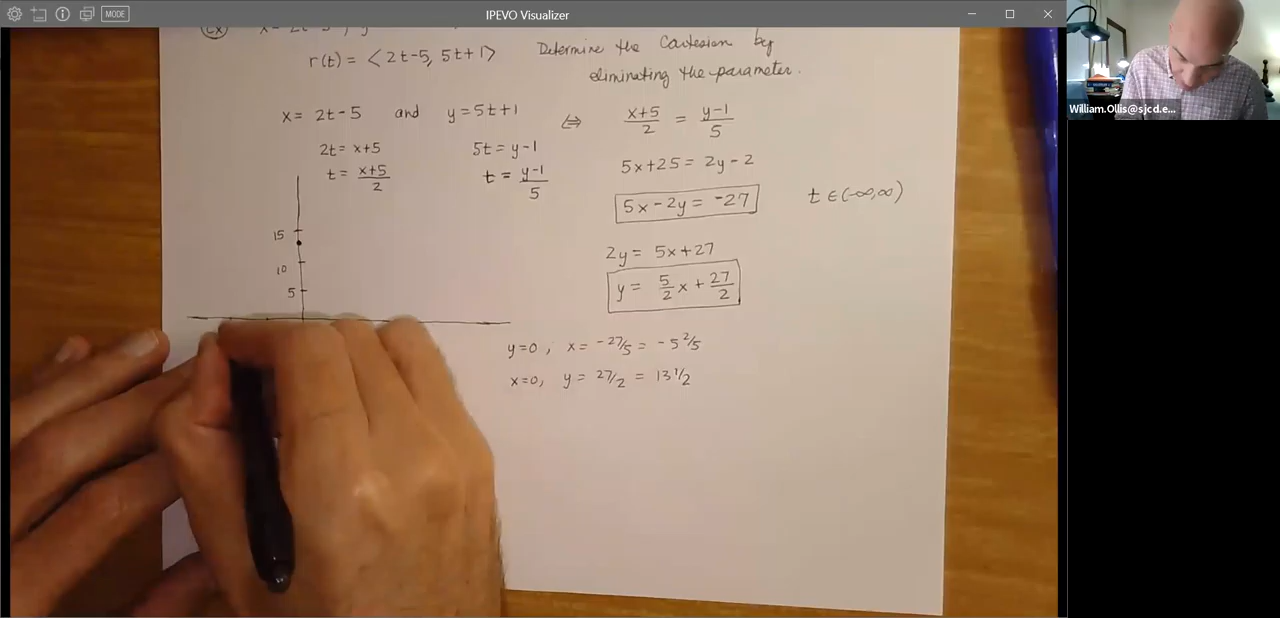 MODE
IPEVO Visualizer
William.Ollis@sjcd.e...
Ex
r(t) = ⟨2t-5, 5t+1⟩
Determine the Cartesian by
eliminating the parameter.
x = 2t-5 and y = 5t+1 ⇔ x+5/2 = y-1/5
2t = x+5
5t = y-1
t = x+5/2
t = y-1/5
5x+25 = 2y-2
5x-2y = -27
t ∈ (-∞,∞)
2y = 5x+27
y = 5/2 x + 27/2
y=0, x = -27/5 = -5 2/5
x=0, y = 27/2 = 13 1/2
15
10
5